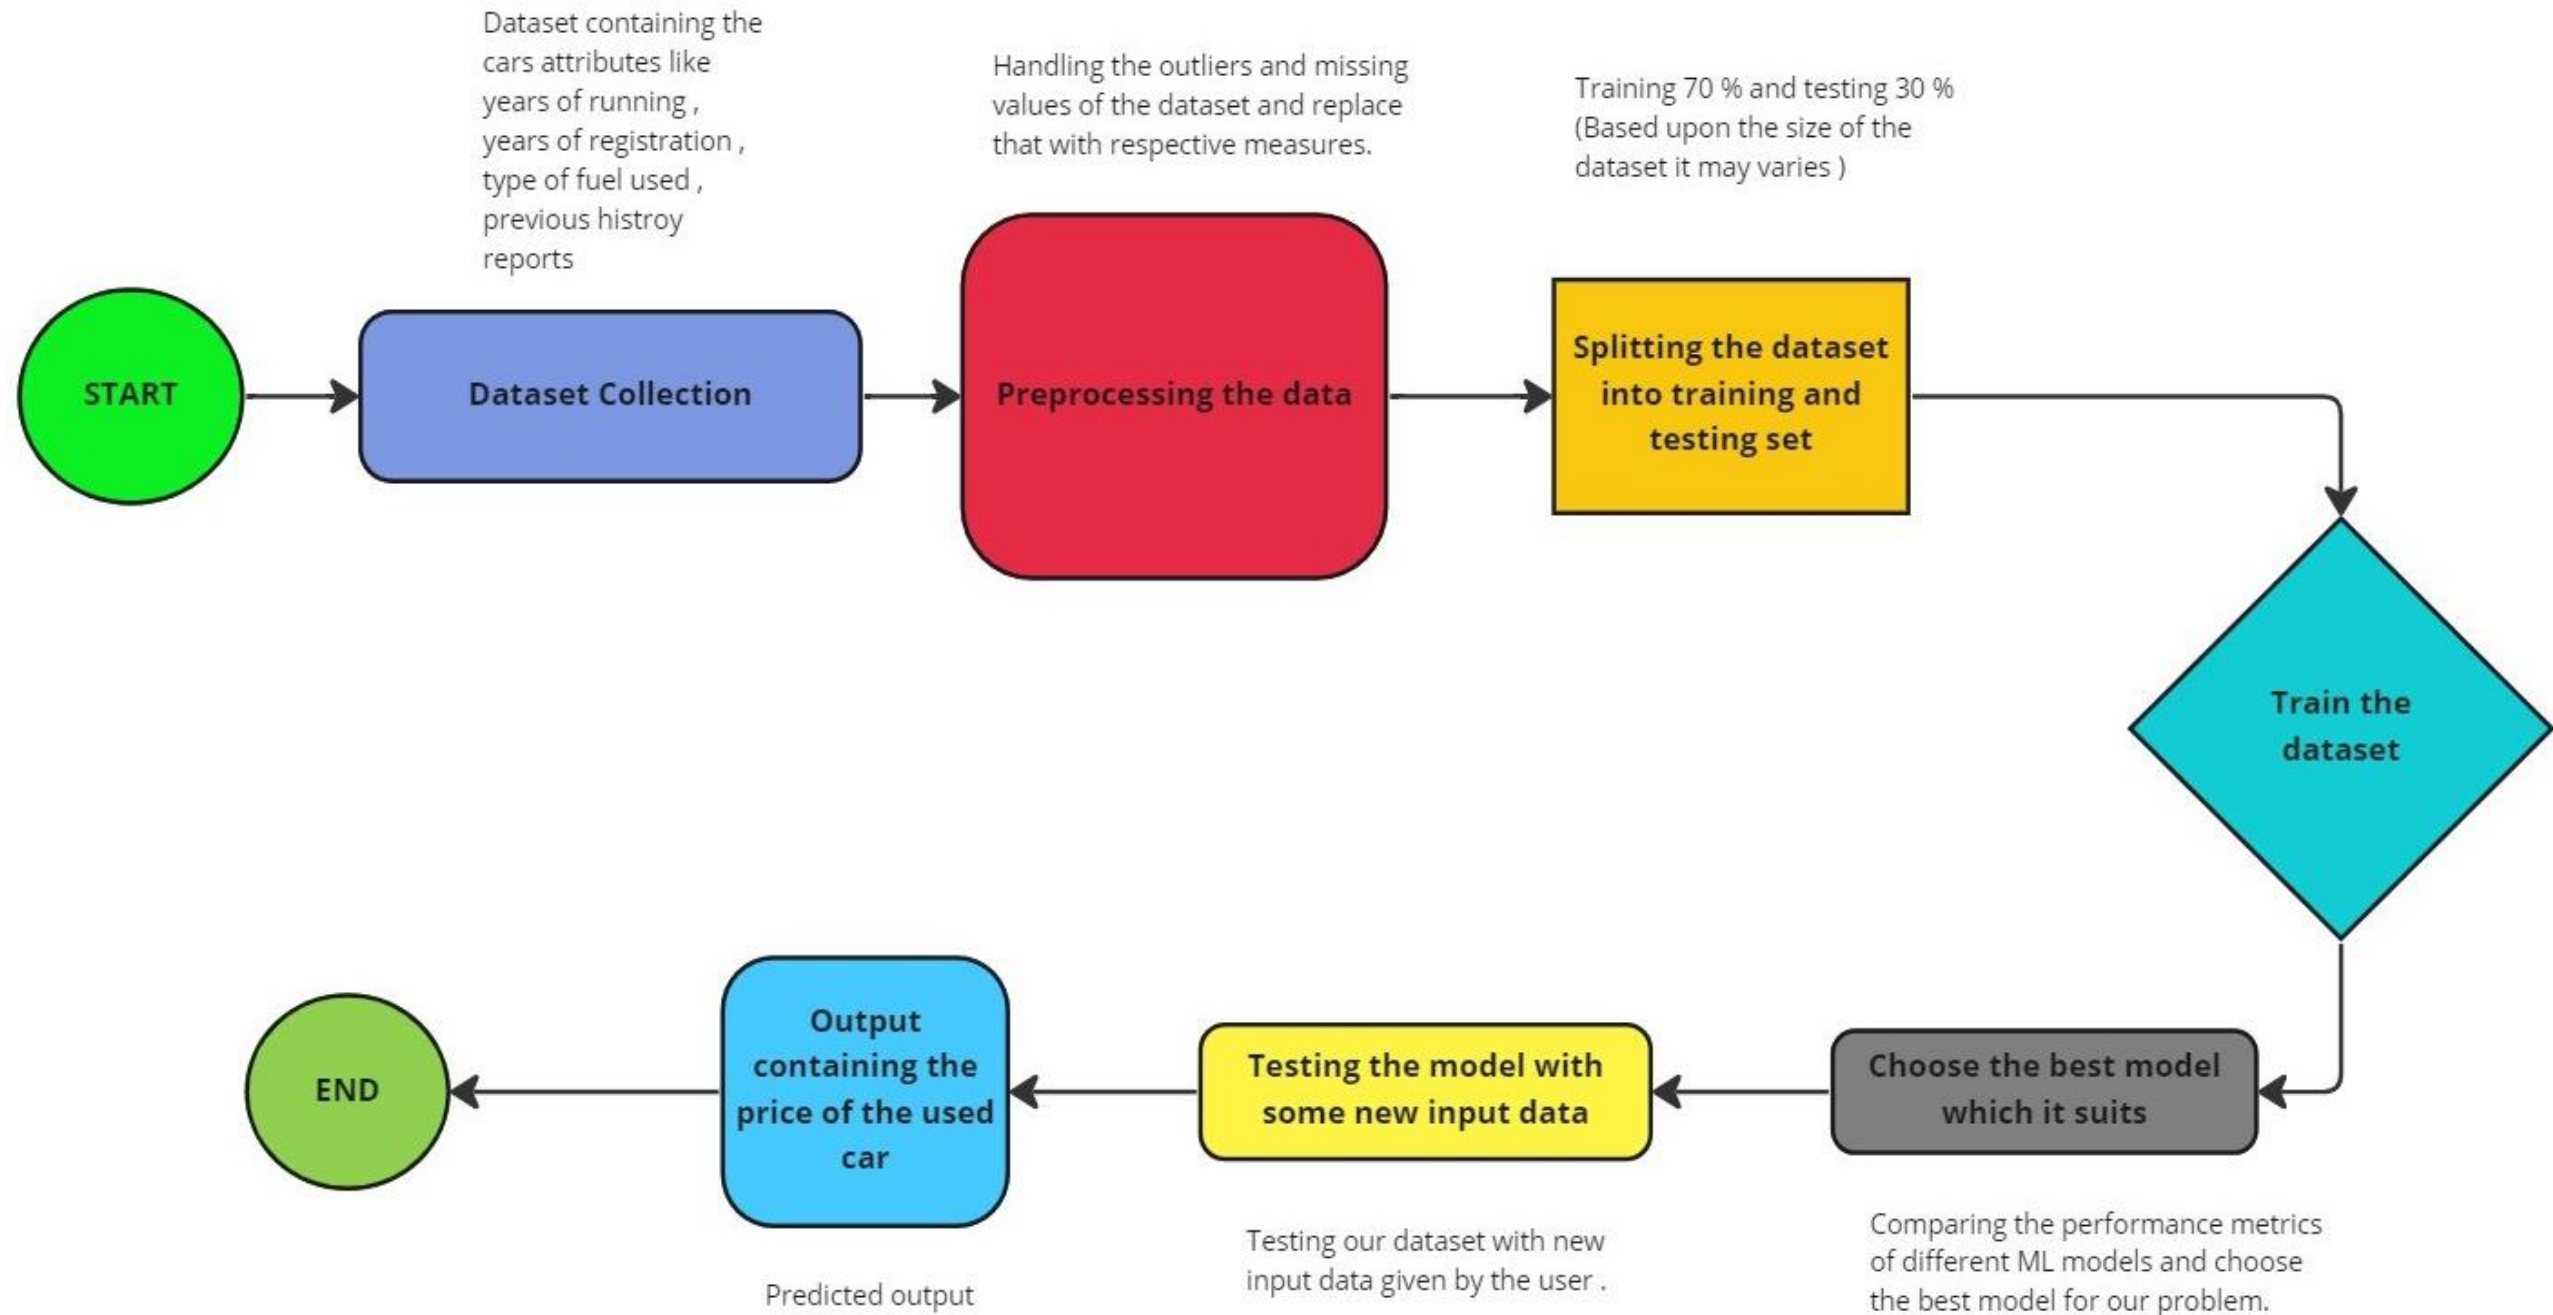 Dataset containing the
cars attributes like
years of running ,
years of registration ,
type of fuel used ,
previous histroy
reports
Handling the outliers and missing
values of the dataset and replace
that with respective measures.
Training 70 % and testing 30 %
(Based upon the size of the
dataset it may varies )
START
Dataset Collection
Preprocessing the data
Splitting the dataset
into training and
testing set
Train the
dataset
Choose the best model
which it suits
Comparing the performance metrics
of different ML models and choose
the best model for our problem.
Testing the model with
some new input data
Testing our dataset with new
input data given by the user .
Output
containing the
price of the used
car
Predicted output
END